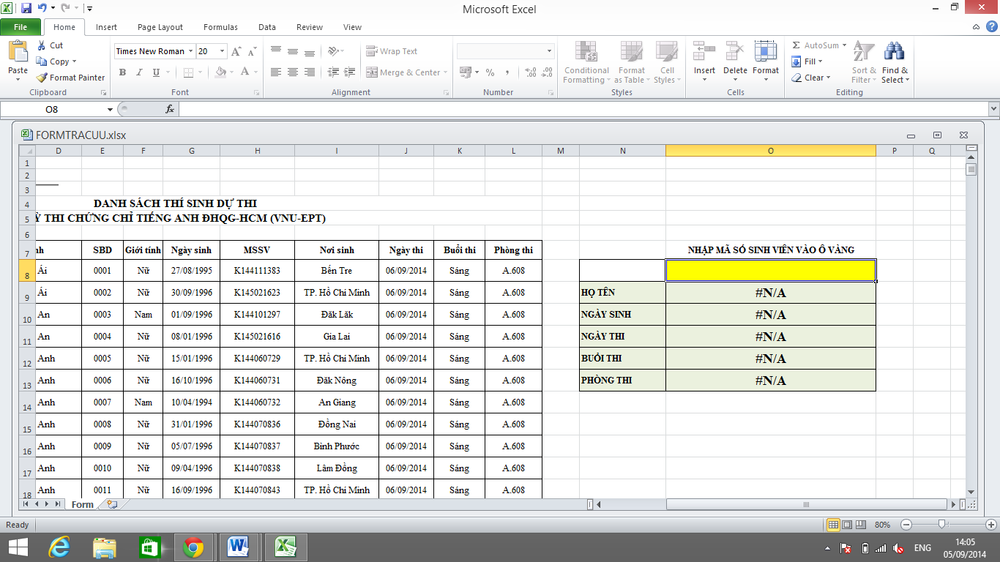 Microsoft Excel
File Home Insert Page Layout Formulas Data Review View
Paste Cut Copy Format Painter
Times New Roman 20
B I U
Wrap Text
Merge & Center
Conditional Formatting Format as Table Cell Styles
Insert Delete Format
AutoSum Fill Clear Sort & Filter Find & Select
Clipboard Font Alignment Number Styles Cells Editing
O8 fx
FORMTRACUU.xlsx
D E F G H I J K L M N O P Q
1
2
3
4 DANH SÁCH THÍ SINH DỰ THI
5 Ỳ THI CHỨNG CHỈ TIẾNG ANH ĐHQG-HCM (VNU-EPT)
6
7 nh SBD Giới tính Ngày sinh MSSV Nơi sinh Ngày thi Buổi thi Phòng thi NHẬP MÃ SỐ SINH VIÊN VÀO Ô VÀNG
8 Ái 0001 Nữ 27/08/1995 K144111383 Bến Tre 06/09/2014 Sáng A.608
9 Ái 0002 Nữ 30/09/1996 K145021623 TP. Hồ Chí Minh 06/09/2014 Sáng A.608 HỌ TÊN #N/A
10 An 0003 Nam 01/09/1996 K144101297 Đăk Lăk 06/09/2014 Sáng A.608 NGÀY SINH #N/A
11 An 0004 Nữ 08/01/1996 K145021616 Gia Lai 06/09/2014 Sáng A.608 NGÀY THI #N/A
12 Anh 0005 Nữ 15/01/1996 K144060729 TP. Hồ Chí Minh 06/09/2014 Sáng A.608 BUỔI THI #N/A
13 Anh 0006 Nữ 16/10/1996 K144060731 Đăk Nông 06/09/2014 Sáng A.608 PHÒNG THI #N/A
14 Anh 0007 Nam 10/04/1994 K144060732 An Giang 06/09/2014 Sáng A.608
15 Anh 0008 Nữ 31/01/1996 K144070836 Đồng Nai 06/09/2014 Sáng A.608
16 Anh 0009 Nữ 05/07/1996 K144070837 Bình Phước 06/09/2014 Sáng A.608
17 Anh 0010 Nữ 09/04/1996 K144070838 Lâm Đồng 06/09/2014 Sáng A.608
18 Anh 0011 Nữ 16/09/1996 K144070843 TP. Hồ Chí Minh 06/09/2014 Sáng A.608
Form
Ready 80%
ENG 14:05
05/09/2014